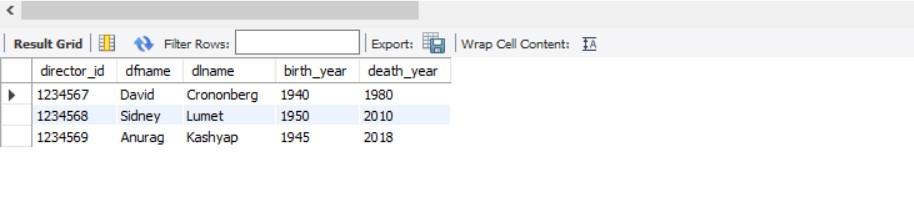 Result Grid Filter Rows: Export: Wrap Cell Content:
director_id dfname dlname birth_year death_year
1234567 David Crononberg 1940 1980
1234568 Sidney Lumet 1950 2010
1234569 Anurag Kashyap 1945 2018